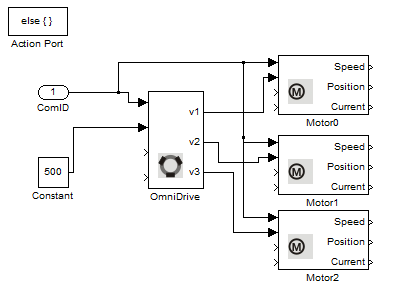 else { }
Action Port
1
ComID
500
Constant
v1
v2
v3
OmniDrive
Speed
Position
Current
M
Motor0
Speed
Position
Current
M
Motor1
Speed
Position
Current
M
Motor2